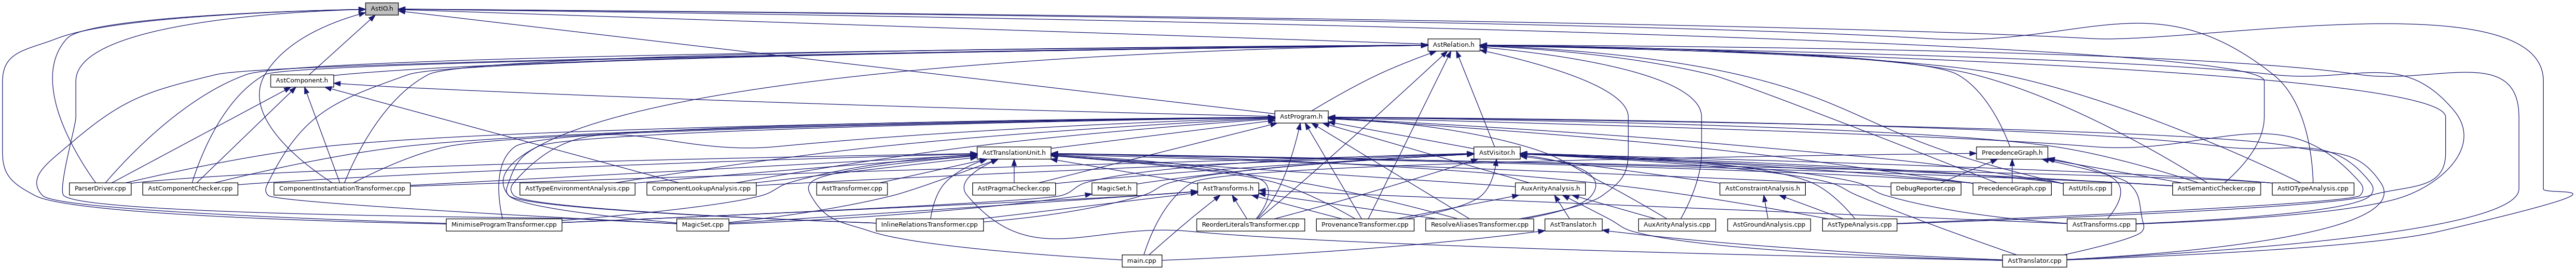 AstIO.h
AstRelation.h
AstComponent.h
AstProgram.h
AstTranslationUnit.h
AstVisitor.h
PrecedenceGraph.h
ParserDriver.cpp
AstComponentChecker.cpp
ComponentInstantiationTransformer.cpp
AstTypeEnvironmentAnalysis.cpp
ComponentLookupAnalysis.cpp
AstTransformer.cpp
AstPragmaChecker.cpp
MagicSet.h
AstTransforms.h
AuxArityAnalysis.h
AstConstraintAnalysis.h
DebugReporter.cpp
PrecedenceGraph.cpp
AstUtils.cpp
AstSemanticChecker.cpp
AstIOTypeAnalysis.cpp
MinimiseProgramTransformer.cpp
MagicSet.cpp
InlineRelationsTransformer.cpp
ReorderLiteralsTransformer.cpp
ProvenanceTransformer.cpp
ResolveAliasesTransformer.cpp
AstTranslator.h
AuxArityAnalysis.cpp
AstGroundAnalysis.cpp
AstTypeAnalysis.cpp
AstTransforms.cpp
main.cpp
AstTranslator.cpp